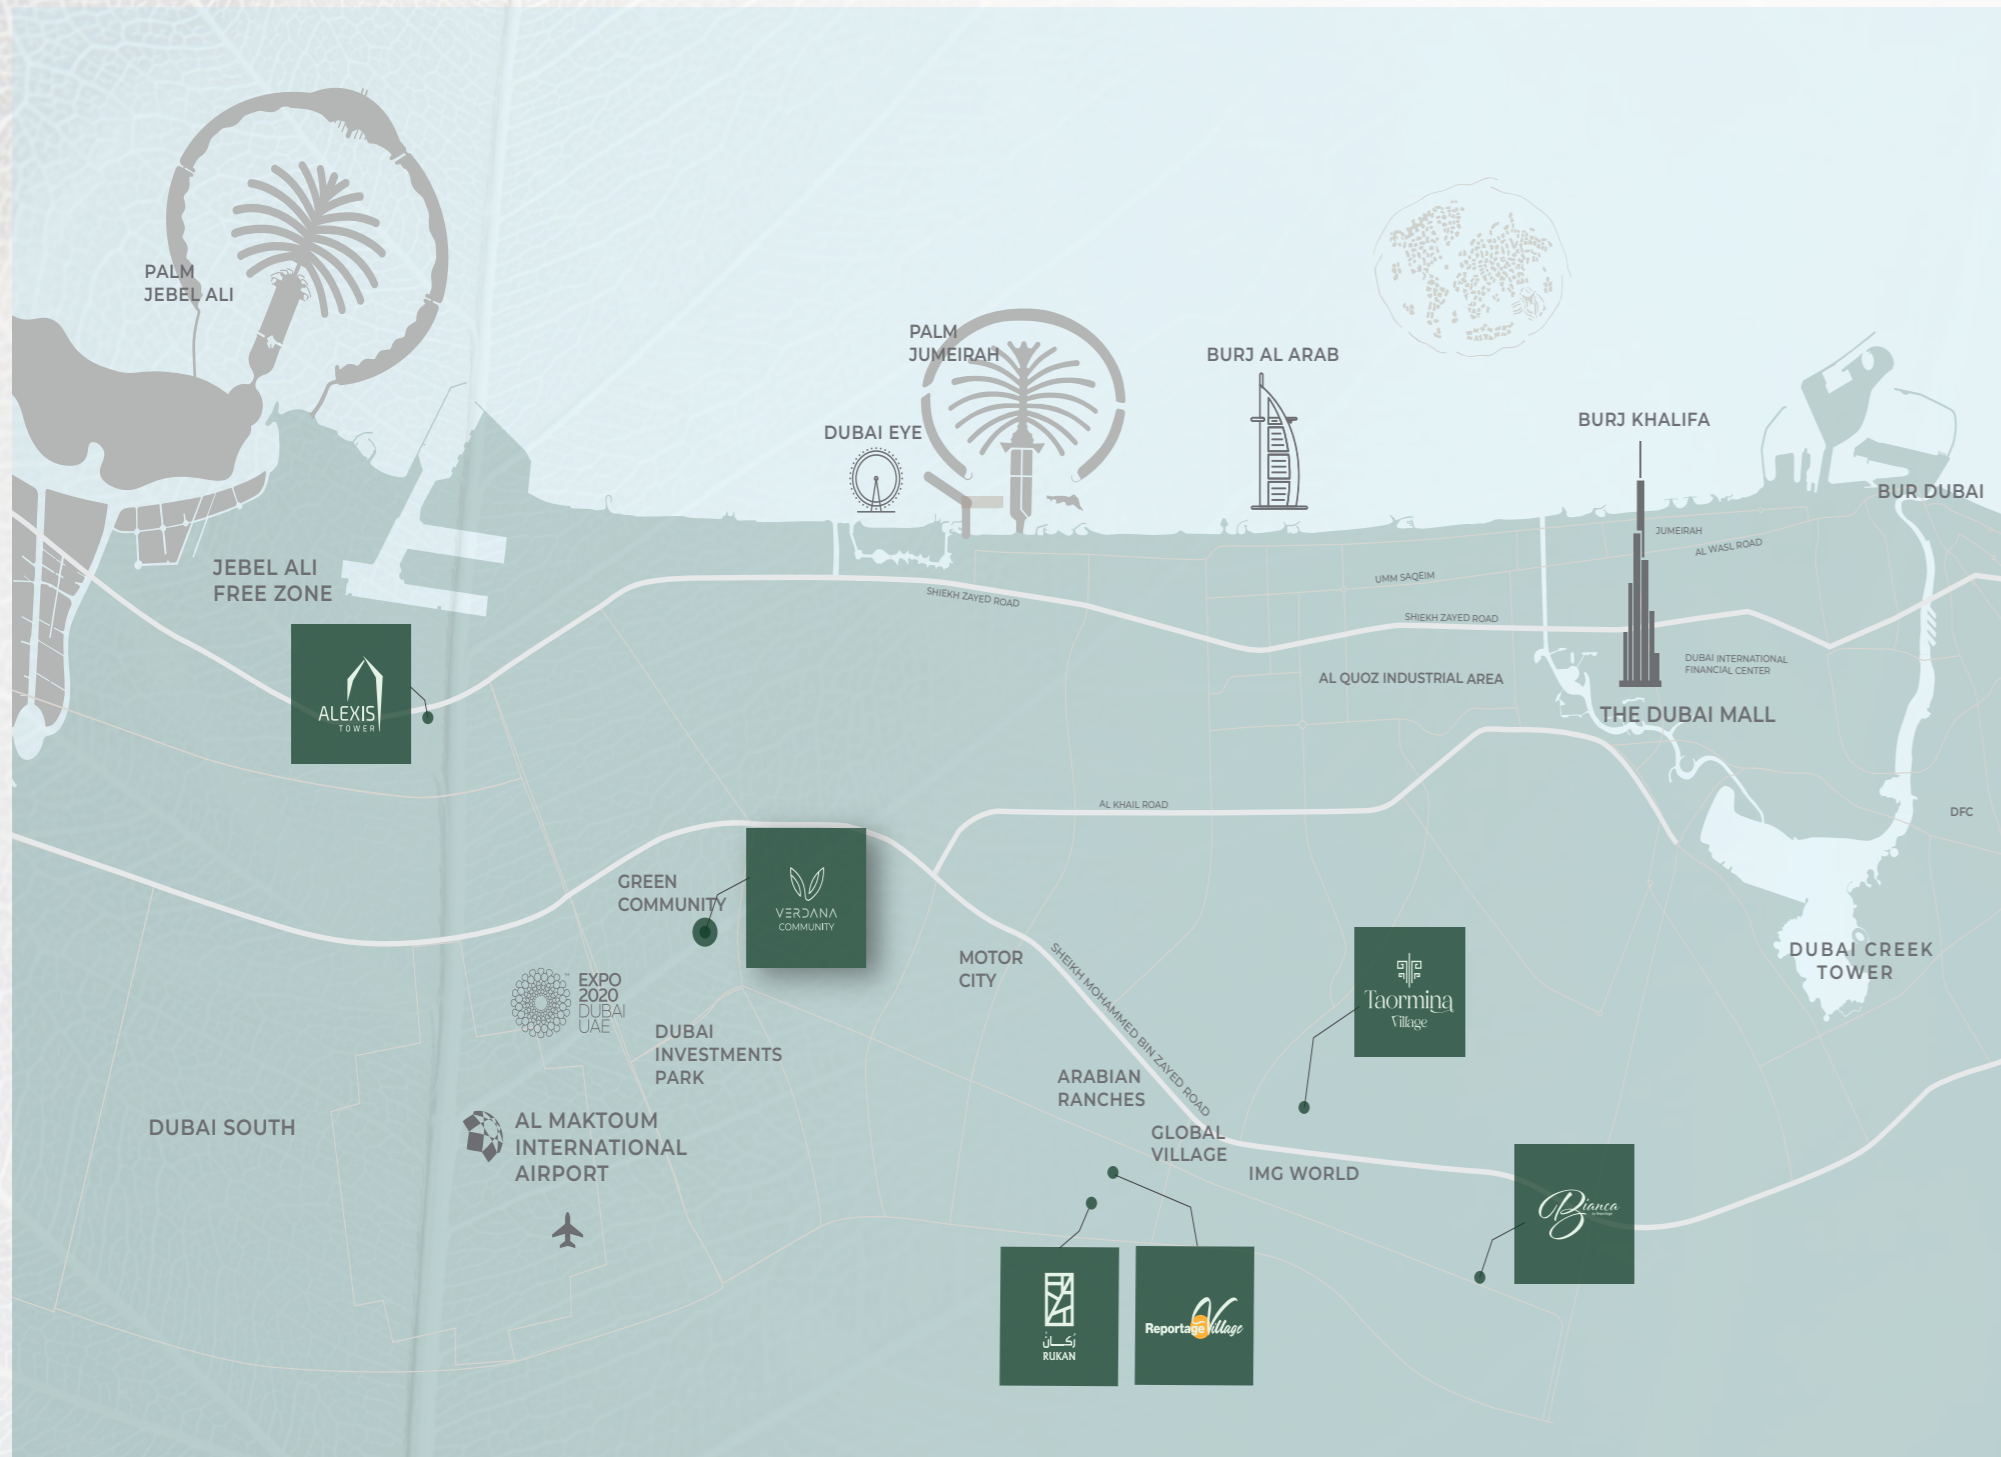 PALM
JEBEL ALI
PALM
JUMEIRAH
BURJ AL ARAB
DUBAI EYE
BURJ KHALIFA
BUR DUBAI
JUMEIRAH
AL WASL ROAD
JEBEL ALI
FREE ZONE
UMM SAQEIM
SHIEKH ZAYED ROAD
SHIEKH ZAYED ROAD
DUBAI INTERNATIONAL
FINANCIAL CENTER
AL QUOZ INDUSTRIAL AREA
ALEXIS
TOWER
THE DUBAI MALL
AL KHAIL ROAD
DFC
GREEN
COMMUNITY
VERDANA
COMMUNITY
MOTOR
CITY
SHEIKH MOHAMMED BIN ZAYED ROAD
DUBAI CREEK
TOWER
EXPO
2020
DUBAI
UAE
™
Taormina
Village
DUBAI
INVESTMENTS
PARK
ARABIAN
RANCHES
DUBAI SOUTH
AL MAKTOUM
INTERNATIONAL
AIRPORT
GLOBAL
VILLAGE
IMG WORLD
Bianca
رُكــانْ
RUKAN
Reportage Village